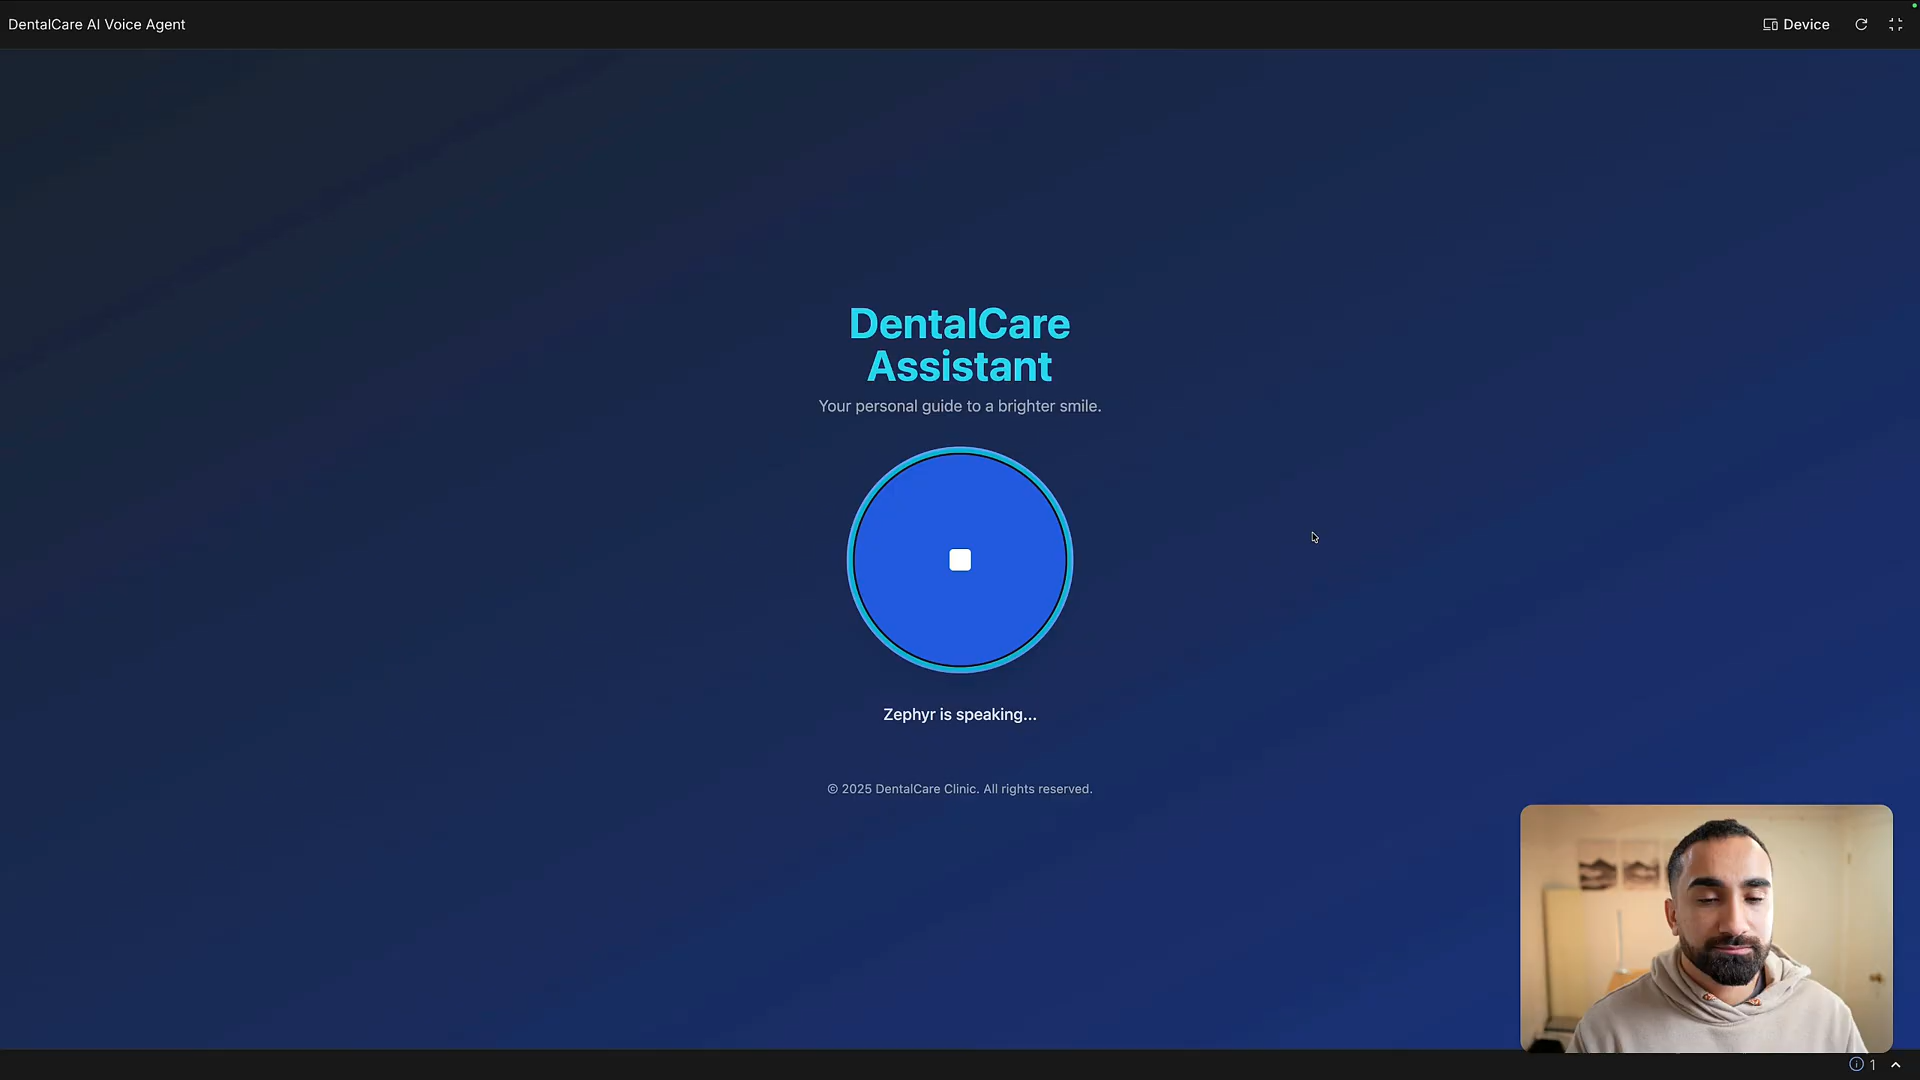 DentalCare AI Voice Agent
Device
DentalCare
Assistant
Your personal guide to a brighter smile.
Zephyr is speaking...
© 2025 DentalCare Clinic. All rights reserved.
1